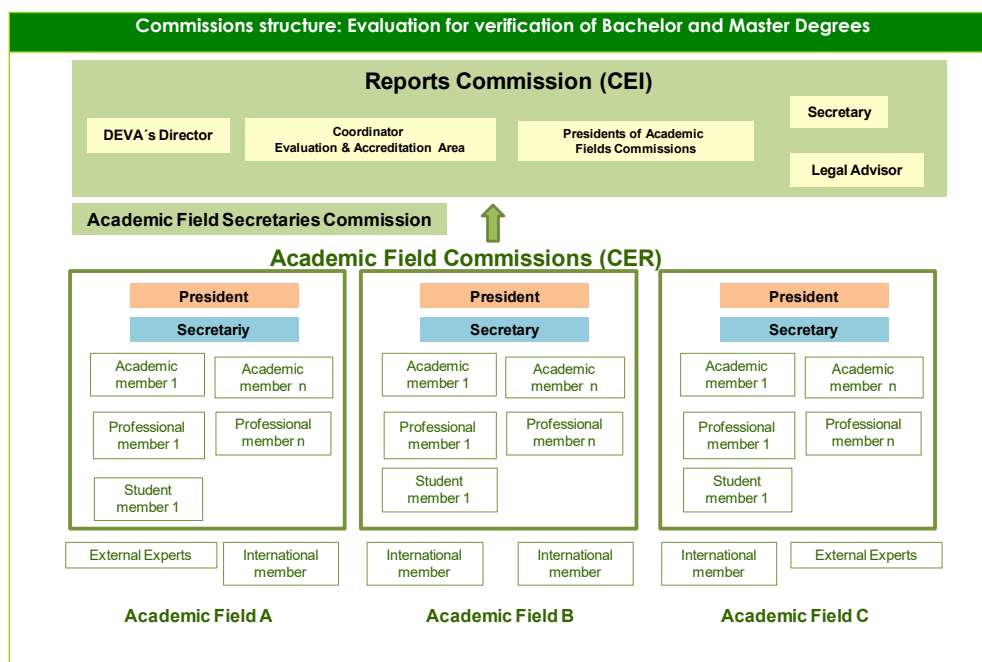 Commissions structure: Evaluation for verification of Bachelor and Master Degrees
Reports Commission (CEI)
DEVA´s Director
Coordinator
Evaluation & Accreditation Area
Presidents of Academic
Fields Commissions
Secretary
Legal Advisor
Academic Field Secretaries Commission
Academic Field Commissions (CER)
President
Secretariy
Academic
member 1
Academic
member n
Professional
member 1
Professional
member n
Student
member 1
President
Secretary
Academic
member 1
Academic
member n
Professional
member 1
Professional
member n
Student
member 1
President
Secretary
Academic
member 1
Academic
member n
Professional
member 1
Professional
member n
Student
member 1
External Experts
International
member
International
member
International
member
International
member
External Experts
Academic Field A
Academic Field B
Academic Field C